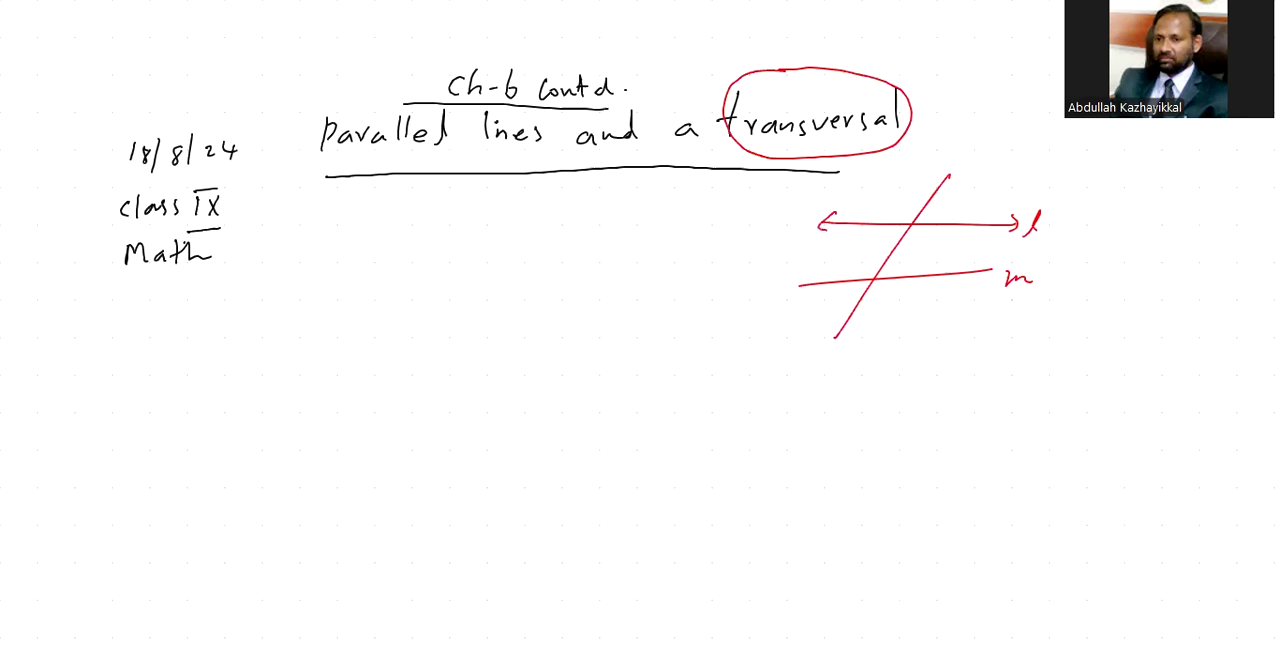 Ch-6 Contd.
parallel lines and a transversal
18/8/24
class IX
Math
l
m
Abdullah Kazhayikkal